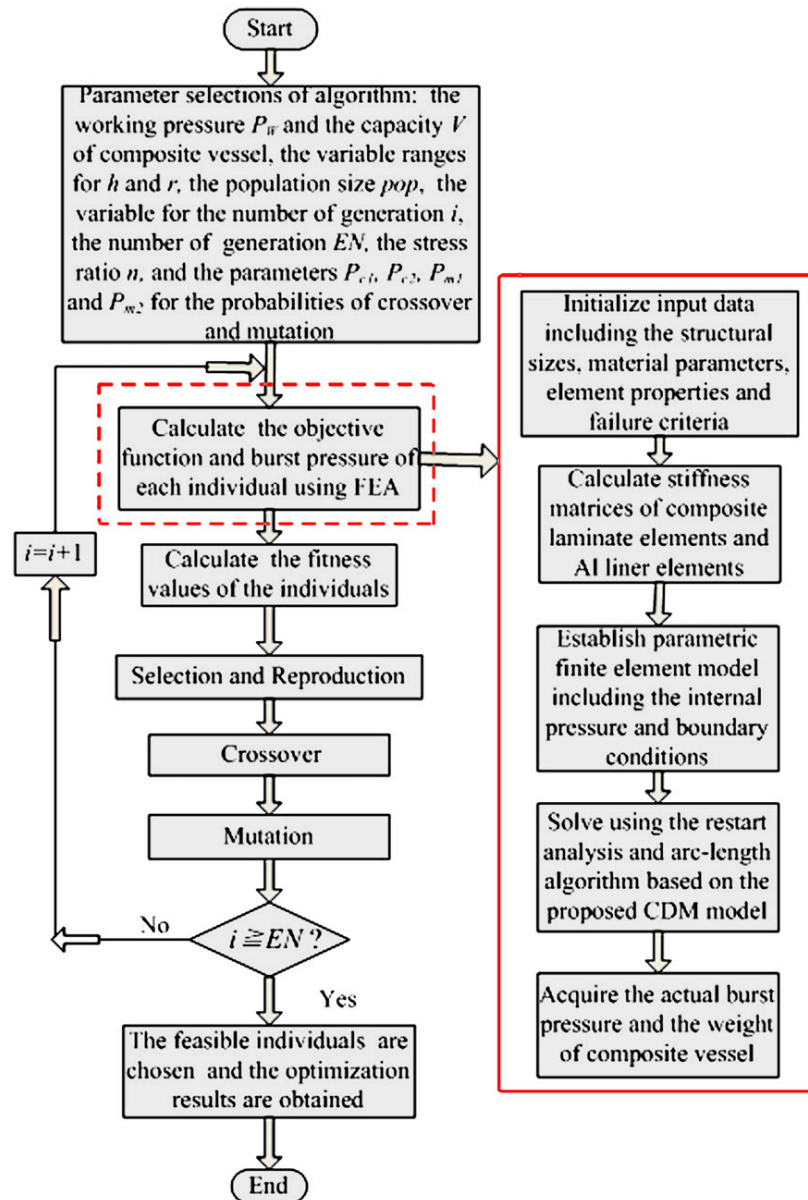 Start
Parameter selections of algorithm: the
working pressure P_W and the capacity V
of composite vessel, the variable ranges
for h and r, the population size pop, the
variable for the number of generation i,
the number of generation EN, the stress
ratio n, and the parameters P_c1, P_c2, P_m1
and P_m2 for the probabilities of crossover
and mutation
Calculate the objective
function and burst pressure of
each individual using FEA
Calculate the fitness
values of the individuals
i=i+1
Selection and Reproduction
Crossover
Mutation
i≧EN?
No
Yes
The feasible individuals are
chosen and the optimization
results are obtained
End
Initialize input data
including the structural
sizes, material parameters,
element properties and
failure criteria
Calculate stiffness
matrices of composite
laminate elements and
Al liner elements
Establish parametric
finite element model
including the internal
pressure and boundary
conditions
Solve using the restart
analysis and arc-length
algorithm based on the
proposed CDM model
Acquire the actual burst
pressure and the weight
of composite vessel